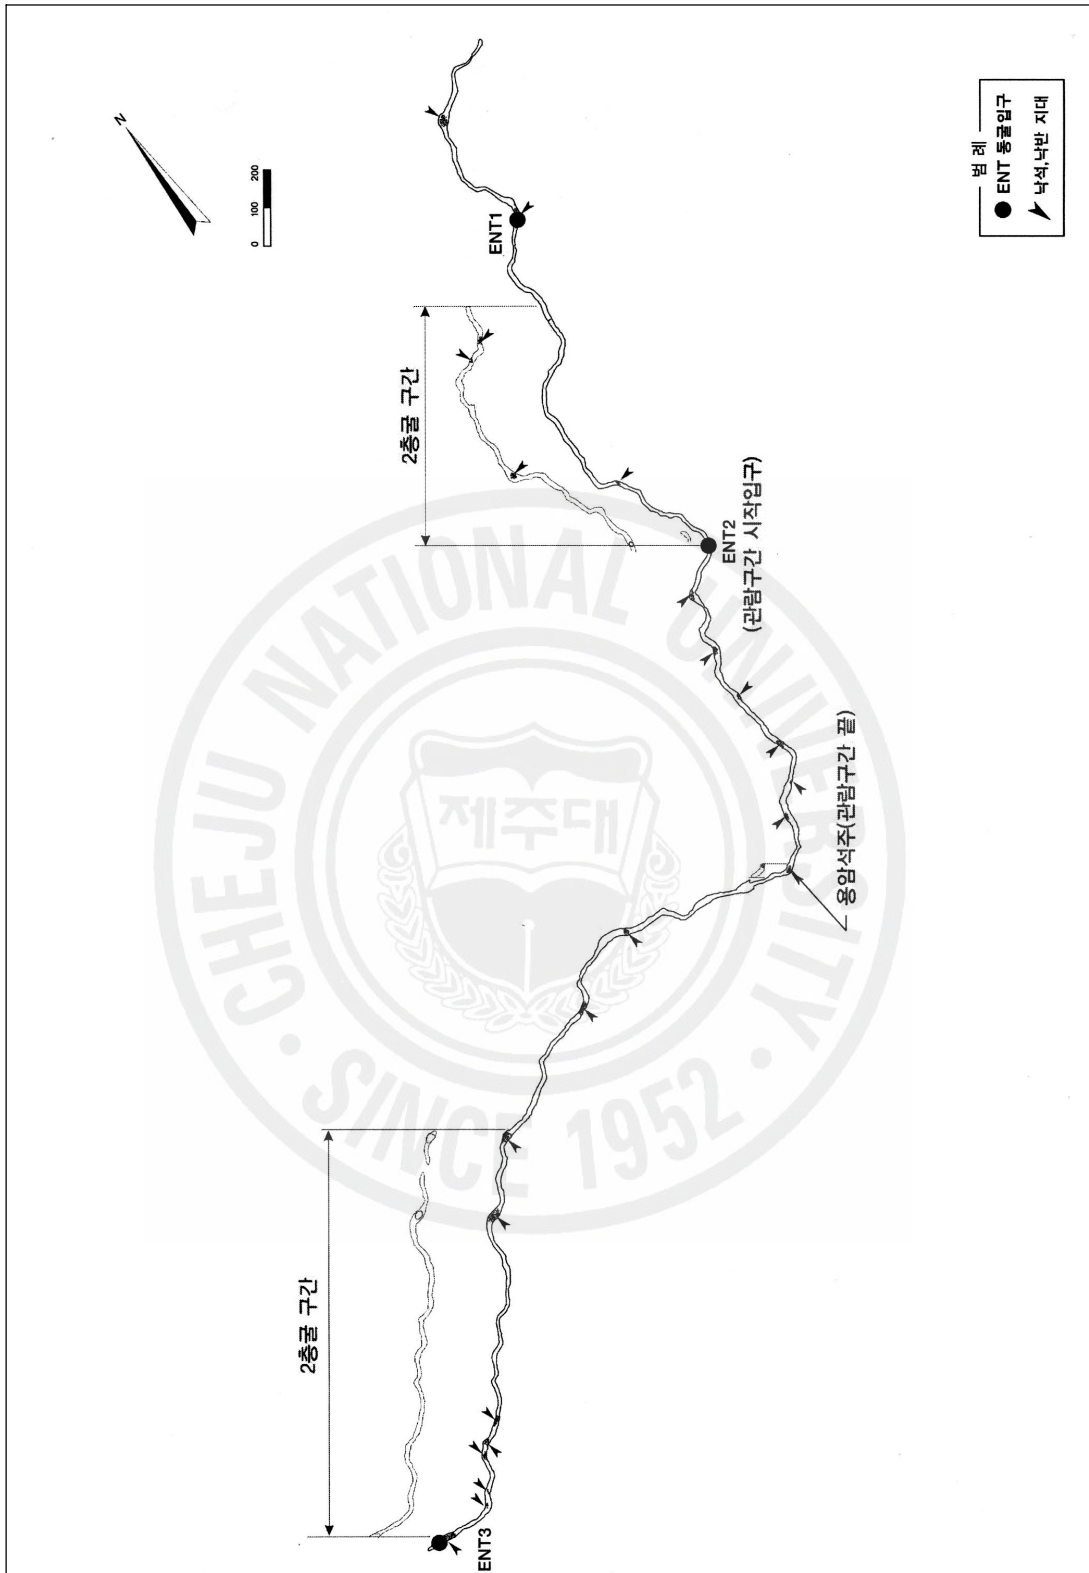 N
0 100 200
범 례
ENT 동굴입구
낙석,낙반 지대
ENT1
2층굴 구간
ENT2
(관람구간 시작입구)
용암석주(관람구간 끝)
2층굴 구간
ENT3
CHEJU NATIONAL UNIVERSITY
제주대
SINCE 1952